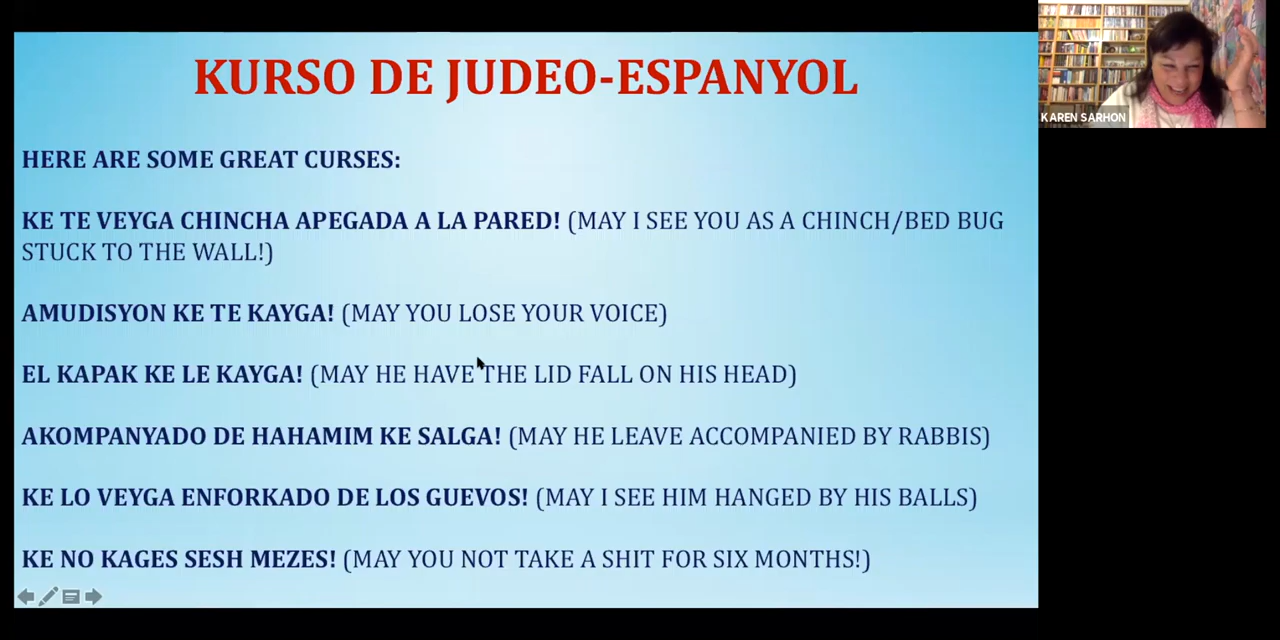 KURSO DE JUDEO-ESPANYOL
KAREN SARHON
HERE ARE SOME GREAT CURSES:
KE TE VEYGA CHINCHA APEGADA A LA PARED! (MAY I SEE YOU AS A CHINCH/BED BUG
STUCK TO THE WALL!)
AMUDISYON KE TE KAYGA! (MAY YOU LOSE YOUR VOICE)
EL KAPAK KE LE KAYGA! (MAY HE HAVE THE LID FALL ON HIS HEAD)
AKOMPANYADO DE HAHAMIM KE SALGA! (MAY HE LEAVE ACCOMPANIED BY RABBIS)
KE LO VEYGA ENFORKADO DE LOS GUEVOS! (MAY I SEE HIM HANGED BY HIS BALLS)
KE NO KAGES SESH MEZES! (MAY YOU NOT TAKE A SHIT FOR SIX MONTHS!)